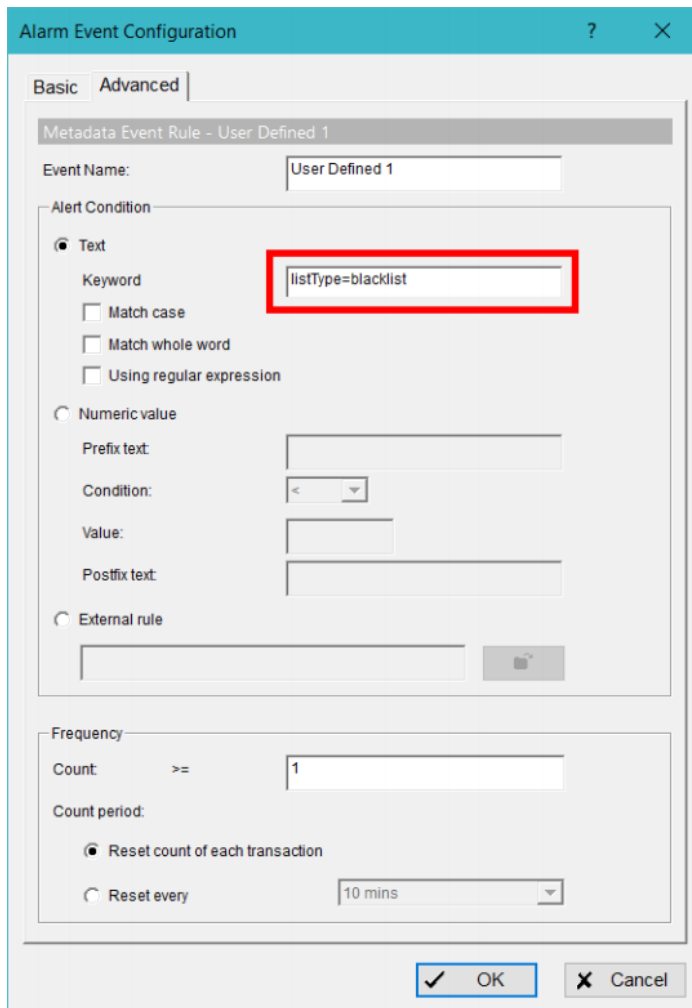 Alarm Event Configuration ? ×
Basic Advanced
Metadata Event Rule - User Defined 1
Event Name: User Defined 1
Alert Condition
Text
Keyword listType=blacklist
Match case
Match whole word
Using regular expression
Numeric value
Prefix text:
Condition: <
Value:
Postfix text:
External rule
Frequency
Count: >= 1
Count period:
Reset count of each transaction
Reset every 10 mins
OK Cancel